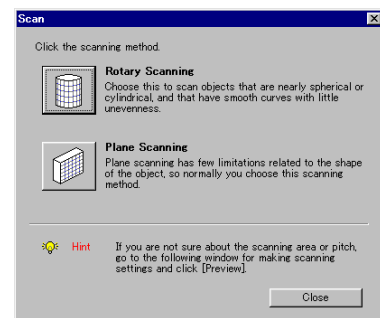 Scan
Click the scanning method.
Rotary Scanning
Choose this to scan objects that are nearly spherical or
cylindrical, and that have smooth curves with little
unevenness.
Plane Scanning
Plane scanning has few limitations related to the shape
of the object, so normally you choose this scanning
method.
Hint
If you are not sure about the scanning area or pitch,
go to the following window for making scanning
settings and click [Preview].
Close